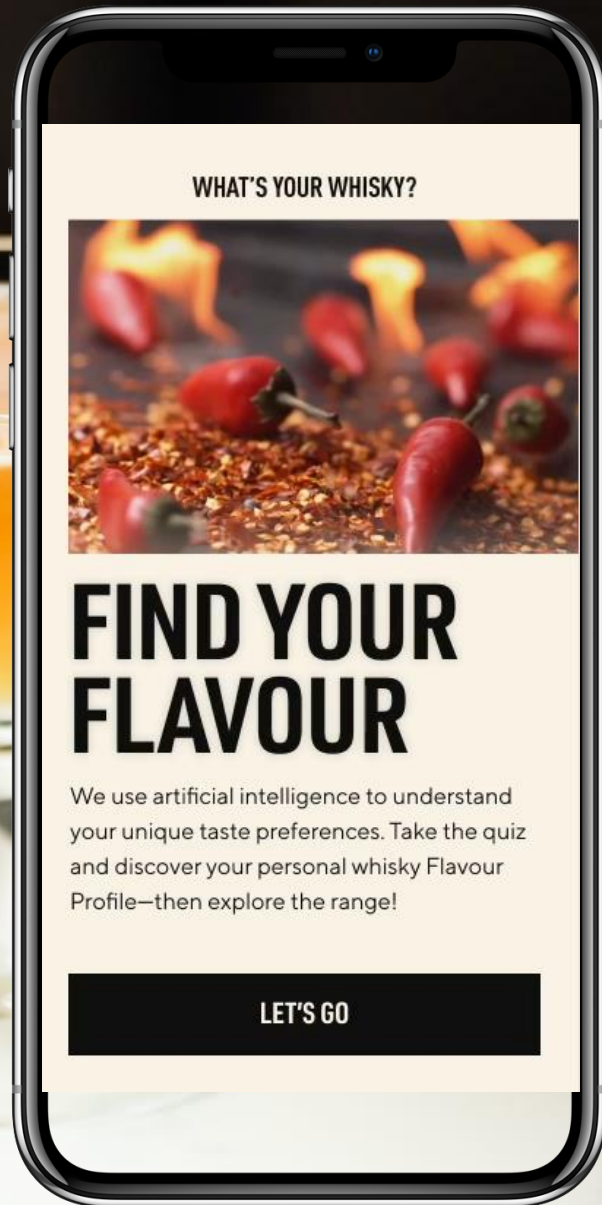 WHAT'S YOUR WHISKY?
FIND YOUR
FLAVOUR
We use artificial intelligence to understand
your unique taste preferences. Take the quiz
and discover your personal whisky Flavour
Profile—then explore the range!
LET'S GO